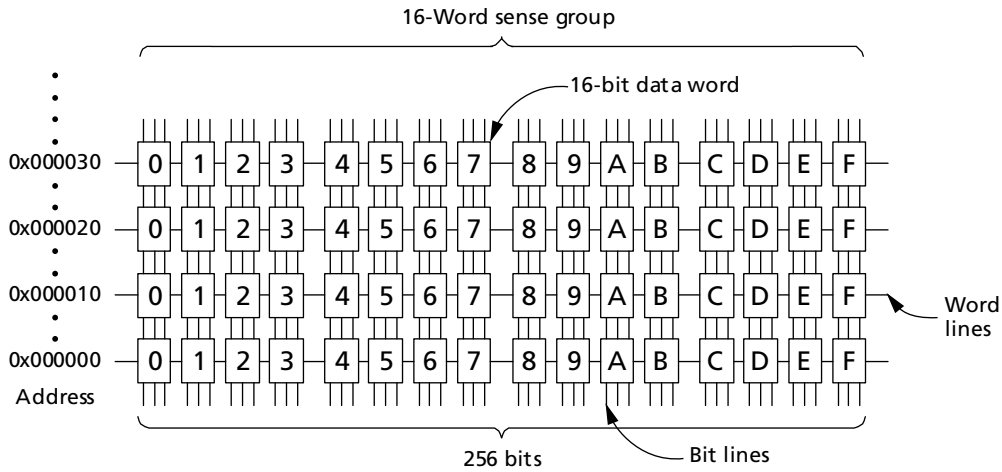 16-Word sense group
16-bit data word
0x000030 0 1 2 3 4 5 6 7 8 9 A B C D E F
0x000020 0 1 2 3 4 5 6 7 8 9 A B C D E F
0x000010 0 1 2 3 4 5 6 7 8 9 A B C D E F
Word
lines
0x000000 0 1 2 3 4 5 6 7 8 9 A B C D E F
Address
256 bits
Bit lines